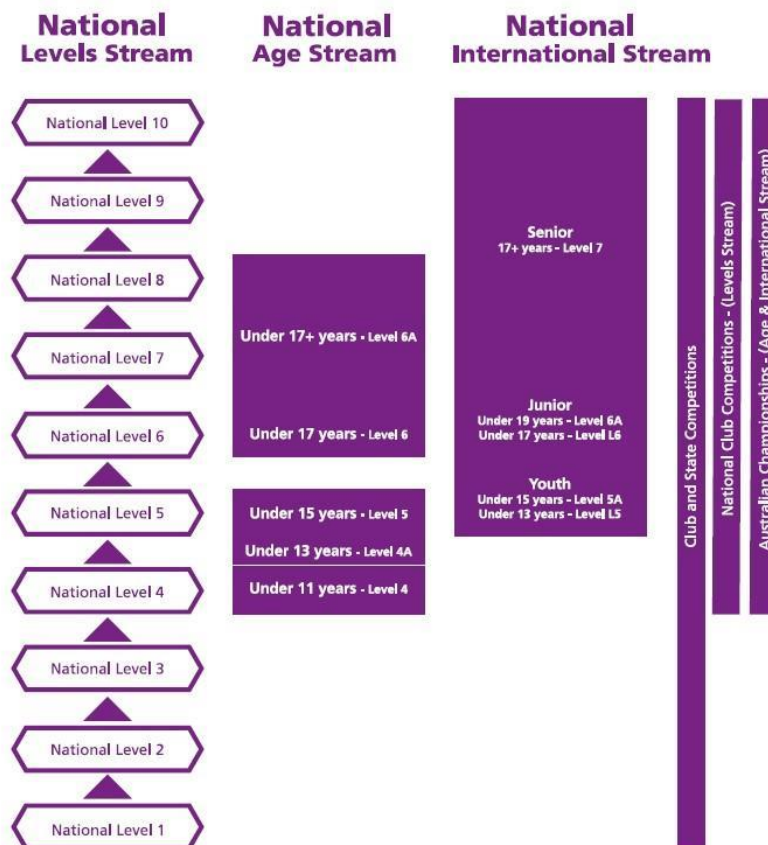 National
Levels Stream
National Level 10
National Level 9
National Level 8
National Level 7
National Level 6
National Level 5
National Level 4
National Level 3
National Level 2
National Level 1
National
Age Stream
Under 17+ years - Level 6A
Under 17 years - Level 6
Under 15 years - Level 5
Under 13 years - Level 4A
Under 11 years - Level 4
National
International Stream
Senior
17+ years - Level 7
Junior
Under 19 years - Level 6A
Under 17 years - Level L6
Youth
Under 15 years - Level 5A
Under 13 years - Level L5
Club and State Competitions
National Club Competitions - (Levels Stream)
Australian Championships - (Age & International Stream)